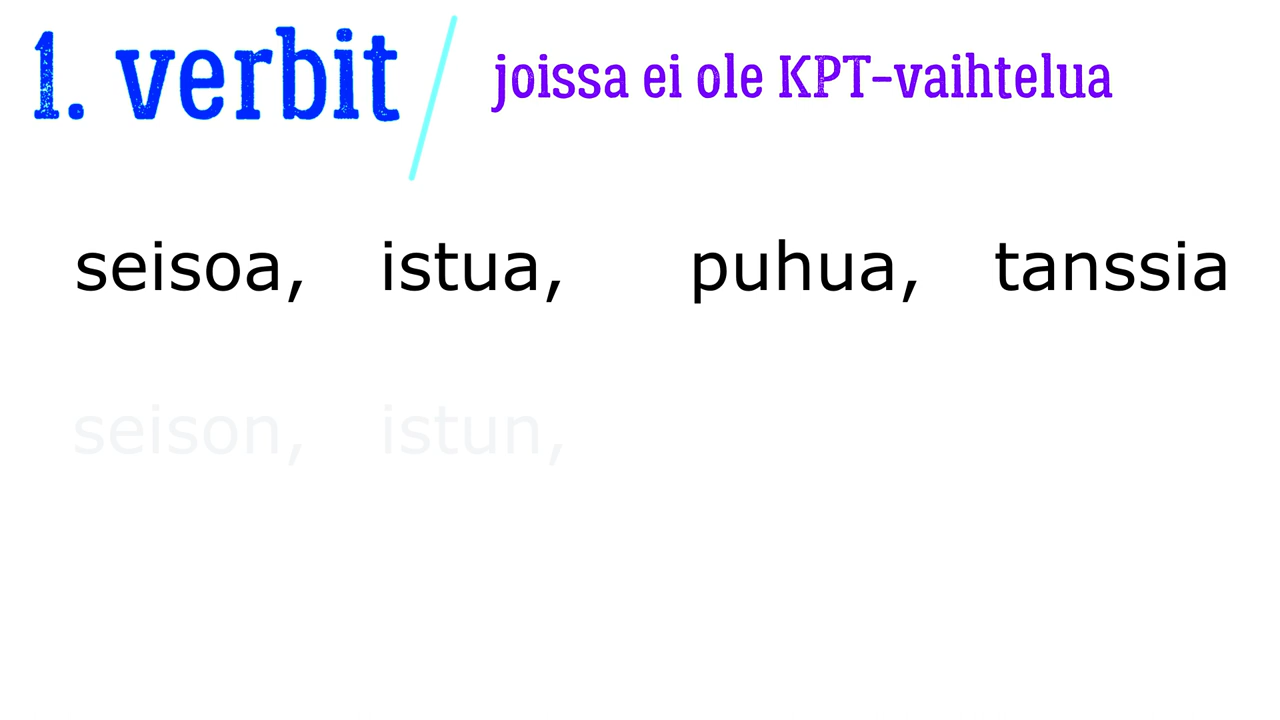 1. verbit / joissa ei ole KPT-vaihtelua
seisoa, istua, puhua, tanssia
seison, istun,